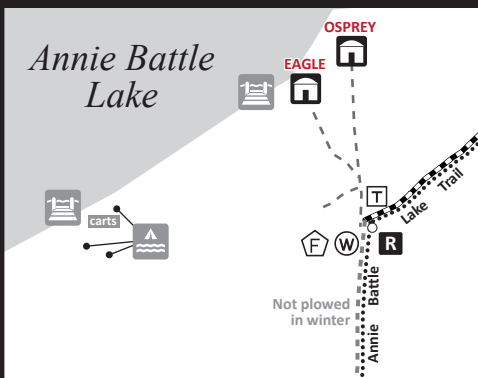 Annie Battle
Lake
OSPREY
EAGLE
T
Lake Trail
carts
F
W
R
Not plowed
in winter
Annie Battle